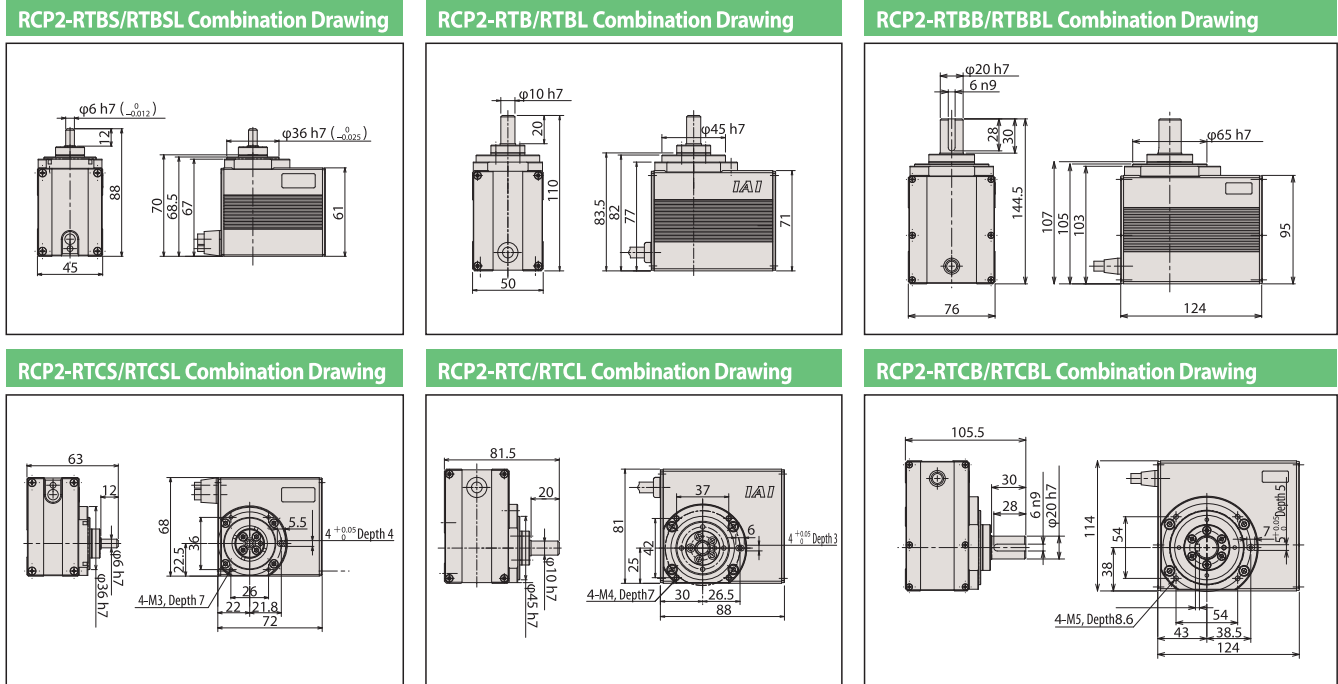 RCP2-RTBS/RTBSL Combination Drawing
φ6 h7 ( 0 -0.012 )
12
φ36 h7 ( 0 -0.025 )
88
70
68.5
67
61
45
RCP2-RTB/RTBL Combination Drawing
φ10 h7
20
φ45 h7
110
83.5
82
77
IAI
71
50
RCP2-RTBB/RTBBL Combination Drawing
φ20 h7
6 n9
28
30
φ65 h7
144.5
107
105
103
95
76
124
RCP2-RTCS/RTCSL Combination Drawing
63
12
φ6 h7
φ36 h7
68
36
22.5
5.5
4 +0.05 0 Depth 4
4-M3, Depth 7
26
22
21.8
72
RCP2-RTC/RTCL Combination Drawing
81.5
20
φ10 h7
φ45 h7
37
IAI
81
42
25
6
4 +0.05 0 Depth 3
4-M4, Depth7
30
26.5
88
RCP2-RTCB/RTCBL Combination Drawing
105.5
30
28
6 n9
φ20 h7
114
54
38
7
5 +0.05 0 Depth 5
4-M5, Depth8.6
54
43
38.5
124